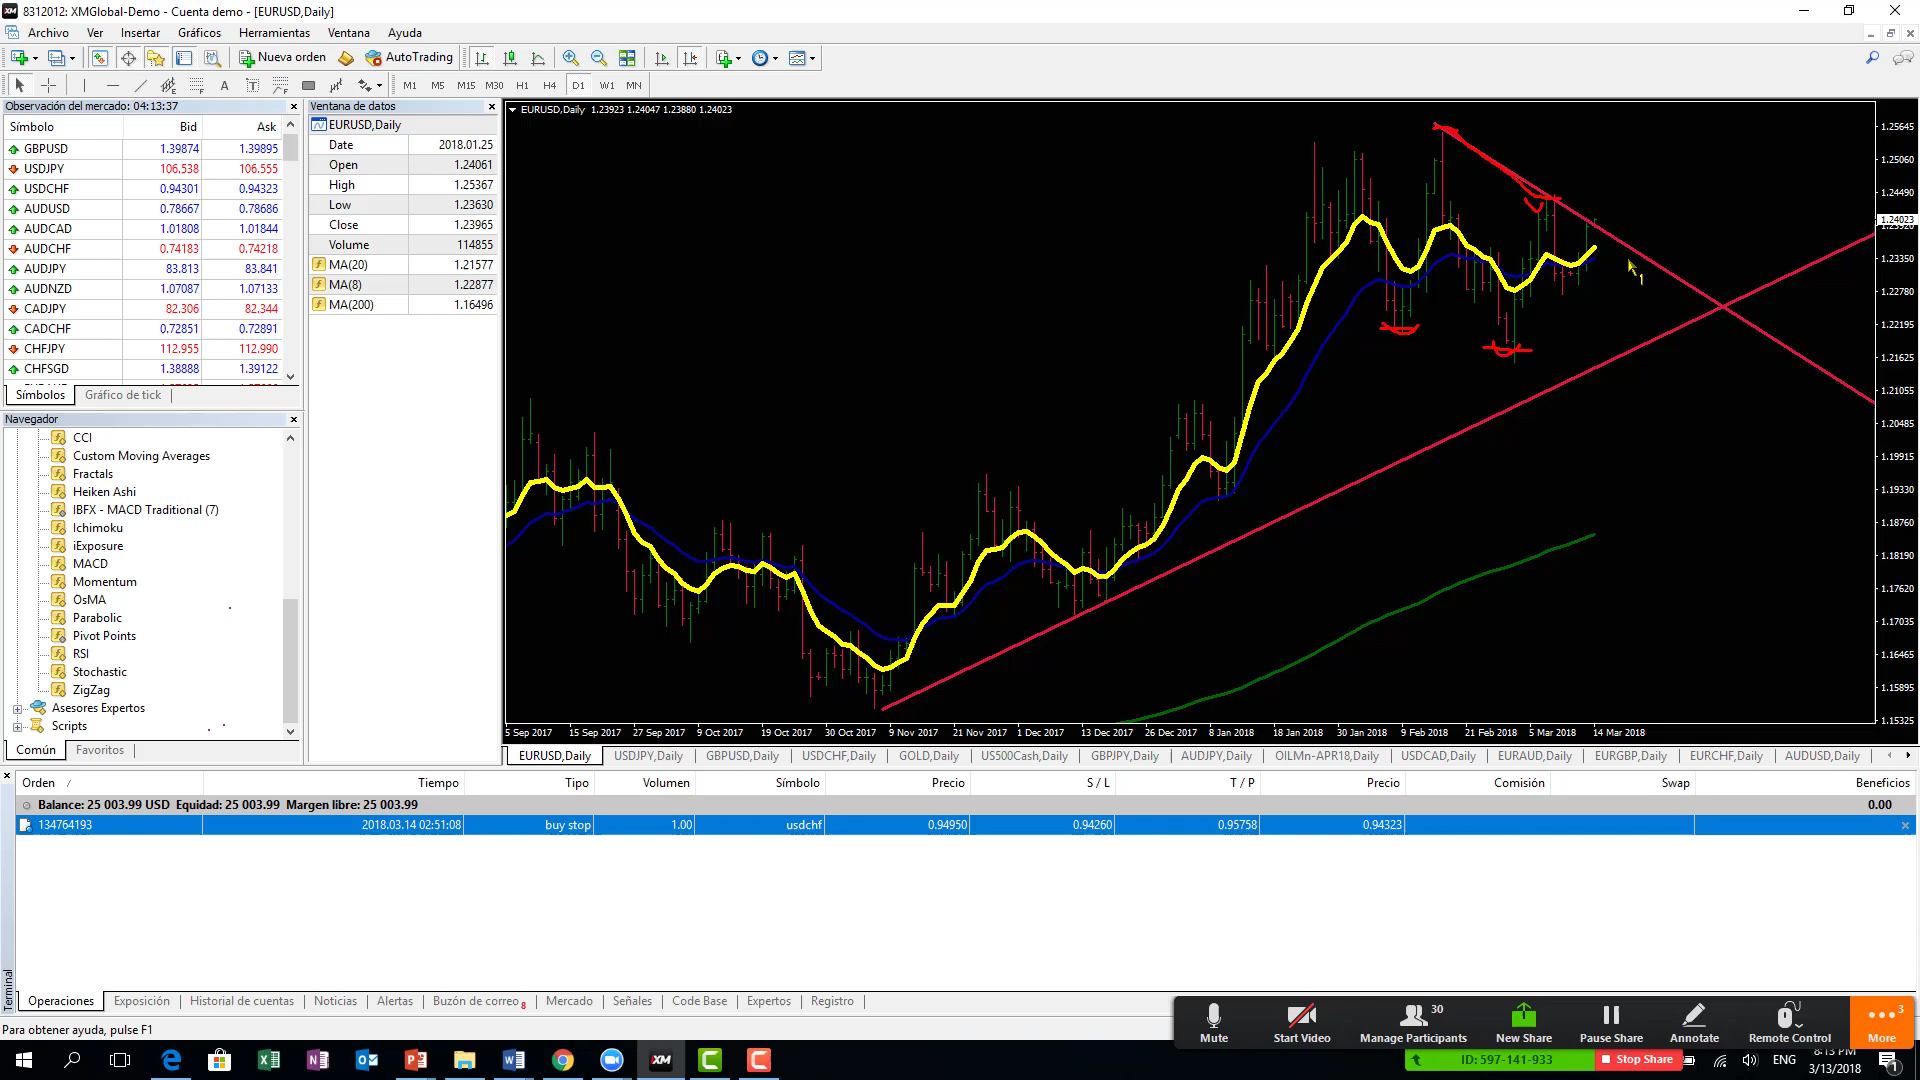 8312012: XMGlobal-Demo - Cuenta demo - [EURUSD,Daily]
Archivo Ver Insertar Gráficos Herramientas Ventana Ayuda
Nueva orden AutoTrading
A T M1 M5 M15 M30 H1 H4 D1 W1 MN
Observación del mercado: 04:13:37
Símbolo Bid Ask
GBPUSD 1.39874 1.39895
USDJPY 106.538 106.555
USDCHF 0.94301 0.94323
AUDUSD 0.78667 0.78686
AUDCAD 1.01808 1.01844
AUDCHF 0.74183 0.74218
AUDJPY 83.813 83.841
AUDNZD 1.07087 1.07133
CADJPY 82.306 82.344
CADCHF 0.72851 0.72891
CHFJPY 112.955 112.990
CHFSGD 1.38888 1.39122
Símbolos Gráfico de tick
Navegador
CCI
Custom Moving Averages
Fractals
Heiken Ashi
IBFX - MACD Traditional (7)
Ichimoku
iExposure
MACD
Momentum
OsMA
Parabolic
Pivot Points
RSI
Stochastic
ZigZag
Asesores Expertos
Scripts
Común Favoritos
Ventana de datos
EURUSD,Daily
Date 2018.01.25
Open 1.24061
High 1.25367
Low 1.23630
Close 1.23965
Volume 114855
MA(20) 1.21577
MA(8) 1.22877
MA(200) 1.16496
EURUSD,Daily 1.23923 1.24047 1.23880 1.24023
1.25645
1.25060
1.24490
1.24023
1.23350
1.22780
1.22195
1.21625
1.21055
1.20485
1.19915
1.19330
1.18760
1.18190
1.17620
1.17035
1.16465
1.15895
1.15325
5 Sep 2017 15 Sep 2017 27 Sep 2017 9 Oct 2017 19 Oct 2017 30 Oct 2017 9 Nov 2017 21 Nov 2017 1 Dec 2017 13 Dec 2017 26 Dec 2017 8 Jan 2018 18 Jan 2018 30 Jan 2018 9 Feb 2018 21 Feb 2018 5 Mar 2018 14 Mar 2018
EURUSD,Daily USDJPY,Daily GBPUSD,Daily USDCHF,Daily GOLD,Daily US500Cash,Daily GBPJPY,Daily AUDJPY,Daily OILMn-APR18,Daily USDCAD,Daily EURAUD,Daily EURGBP,Daily EURCHF,Daily AUDUSD,Daily
Orden / Tiempo Tipo Volumen Símbolo Precio S / L T / P Precio Comisión Swap Beneficios
Balance: 25 003.99 USD Equidad: 25 003.99 Margen libre: 25 003.99 0.00
134764193 2018.03.14 02:51:08 buy stop 1.00 usdchf 0.94950 0.94260 0.95758 0.94323
Terminal
Operaciones Exposición Historial de cuentas Noticias Alertas Buzón de correo 8 Mercado Señales Code Base Expertos Registro
Para obtener ayuda, pulse F1
30 3
Mute Start Video Manage Participants New Share Pause Share Annotate Remote Control More
ID: 597-141-933 Stop Share
ENG 8:13 PM
3/13/2018 1